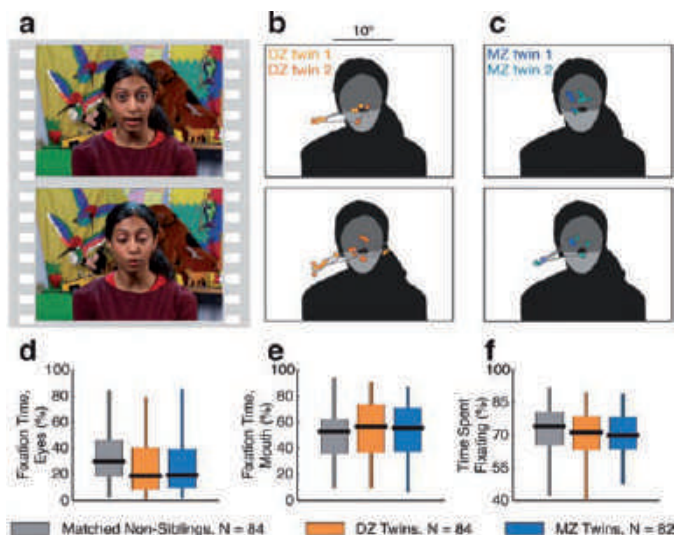 a
b
10°
c
DZ twin 1
DZ twin 2
MZ twin 1
MZ twin 2
d
Fixation Time,
Eyes (%)
100
80
60
40
20
0
e
Fixation Time,
Mouth (%)
100
80
60
40
20
0
f
Time Spent
Fixating (%)
100
85
70
55
40
Matched Non-Siblings, N = 84
DZ Twins, N = 84
MZ Twins, N = 82